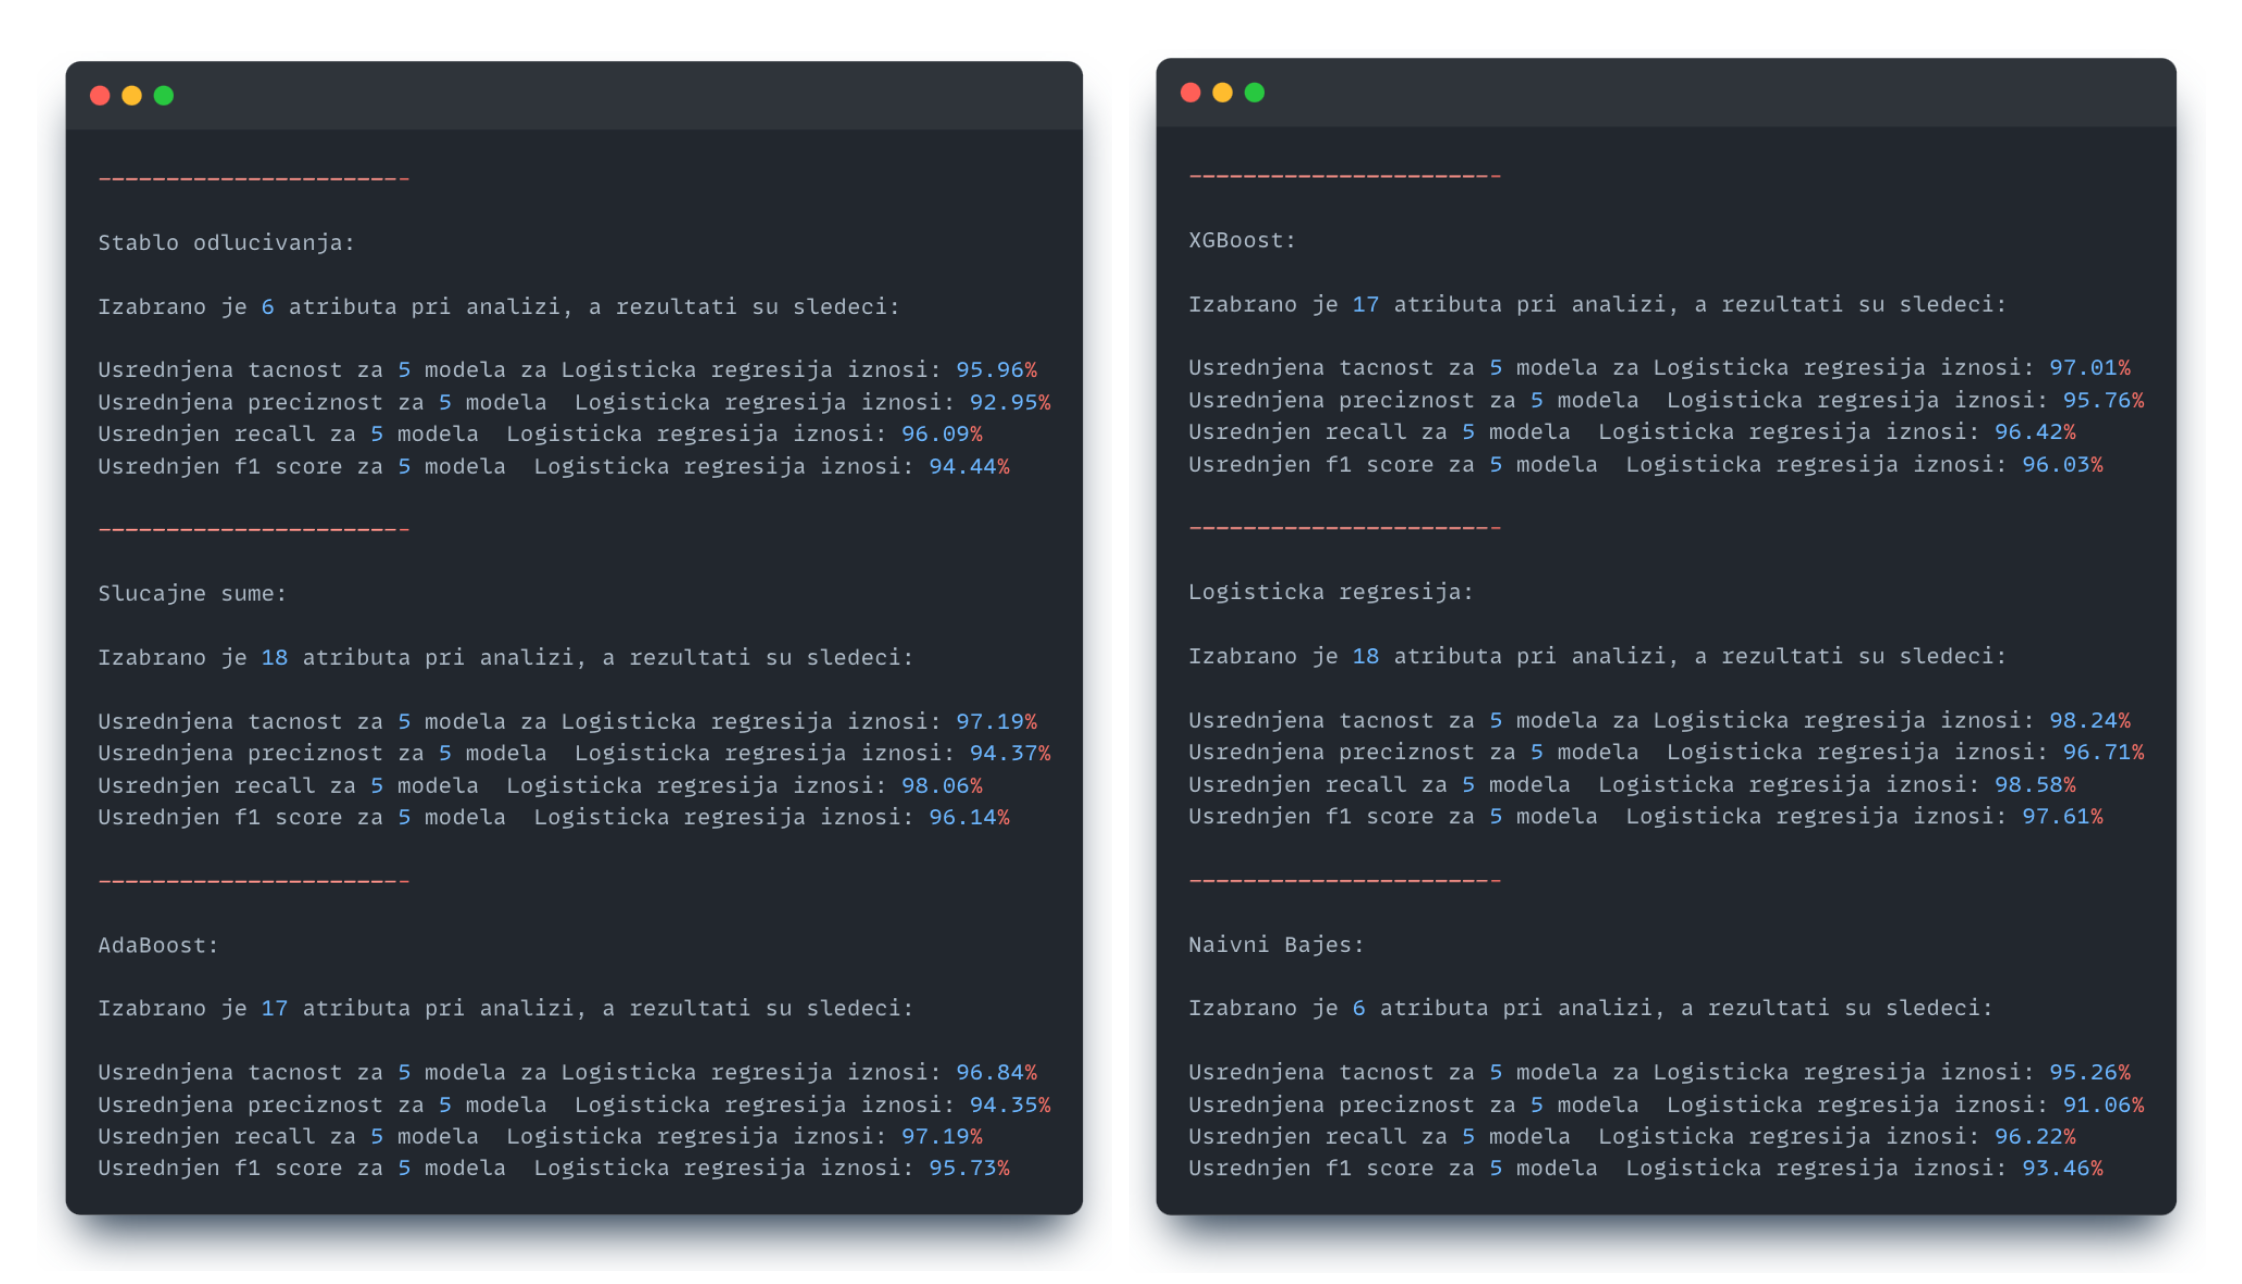 -----------------------
Stablo odlucivanja:
Izabrano je 6 atributa pri analizi, a rezultati su sledeci:
Usrednjena tacnost za 5 modela za Logisticka regresija iznosi: 95.96%
Usrednjena preciznost za 5 modela  Logisticka regresija iznosi: 92.95%
Usrednjen recall za 5 modela  Logisticka regresija iznosi: 96.09%
Usrednjen f1 score za 5 modela  Logisticka regresija iznosi: 94.44%
-----------------------
Slucajne sume:
Izabrano je 18 atributa pri analizi, a rezultati su sledeci:
Usrednjena tacnost za 5 modela za Logisticka regresija iznosi: 97.19%
Usrednjena preciznost za 5 modela  Logisticka regresija iznosi: 94.37%
Usrednjen recall za 5 modela  Logisticka regresija iznosi: 98.06%
Usrednjen f1 score za 5 modela  Logisticka regresija iznosi: 96.14%
-----------------------
AdaBoost:
Izabrano je 17 atributa pri analizi, a rezultati su sledeci:
Usrednjena tacnost za 5 modela za Logisticka regresija iznosi: 96.84%
Usrednjena preciznost za 5 modela  Logisticka regresija iznosi: 94.35%
Usrednjen recall za 5 modela  Logisticka regresija iznosi: 97.19%
Usrednjen f1 score za 5 modela  Logisticka regresija iznosi: 95.73%
-----------------------
XGBoost:
Izabrano je 17 atributa pri analizi, a rezultati su sledeci:
Usrednjena tacnost za 5 modela za Logisticka regresija iznosi: 97.01%
Usrednjena preciznost za 5 modela  Logisticka regresija iznosi: 95.76%
Usrednjen recall za 5 modela  Logisticka regresija iznosi: 96.42%
Usrednjen f1 score za 5 modela  Logisticka regresija iznosi: 96.03%
-----------------------
Logisticka regresija:
Izabrano je 18 atributa pri analizi, a rezultati su sledeci:
Usrednjena tacnost za 5 modela za Logisticka regresija iznosi: 98.24%
Usrednjena preciznost za 5 modela  Logisticka regresija iznosi: 96.71%
Usrednjen recall za 5 modela  Logisticka regresija iznosi: 98.58%
Usrednjen f1 score za 5 modela  Logisticka regresija iznosi: 97.61%
-----------------------
Naivni Bajes:
Izabrano je 6 atributa pri analizi, a rezultati su sledeci:
Usrednjena tacnost za 5 modela za Logisticka regresija iznosi: 95.26%
Usrednjena preciznost za 5 modela  Logisticka regresija iznosi: 91.06%
Usrednjen recall za 5 modela  Logisticka regresija iznosi: 96.22%
Usrednjen f1 score za 5 modela  Logisticka regresija iznosi: 93.46%